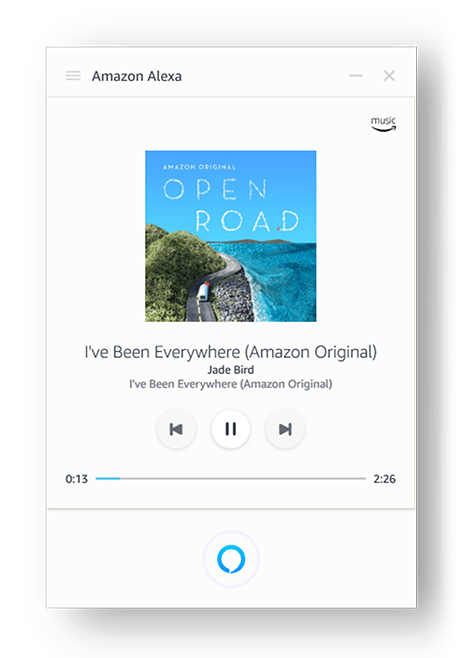 Amazon Alexa
music
AMAZON ORIGINAL
OPEN
ROAD
I've Been Everywhere (Amazon Original)
Jade Bird
I've Been Everywhere (Amazon Original)
0:13
2:26